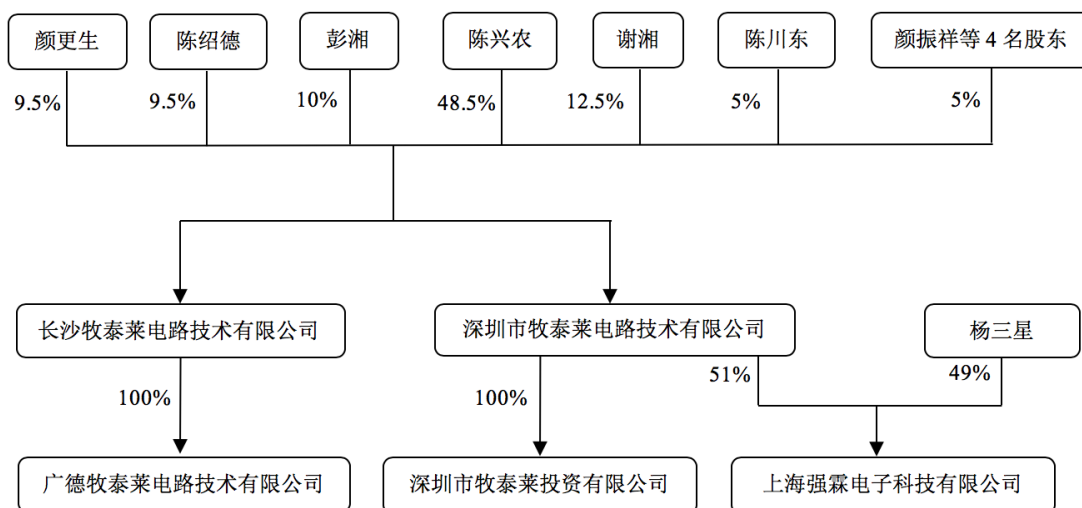 颜更生
陈绍德
彭湘
陈兴农
谢湘
陈川东
颜振祥等 4 名股东
9.5%
9.5%
10%
48.5%
12.5%
5%
5%
长沙牧泰莱电路技术有限公司
深圳市牧泰莱电路技术有限公司
杨三星
100%
100%
51%
49%
广德牧泰莱电路技术有限公司
深圳市牧泰莱投资有限公司
上海强霖电子科技有限公司